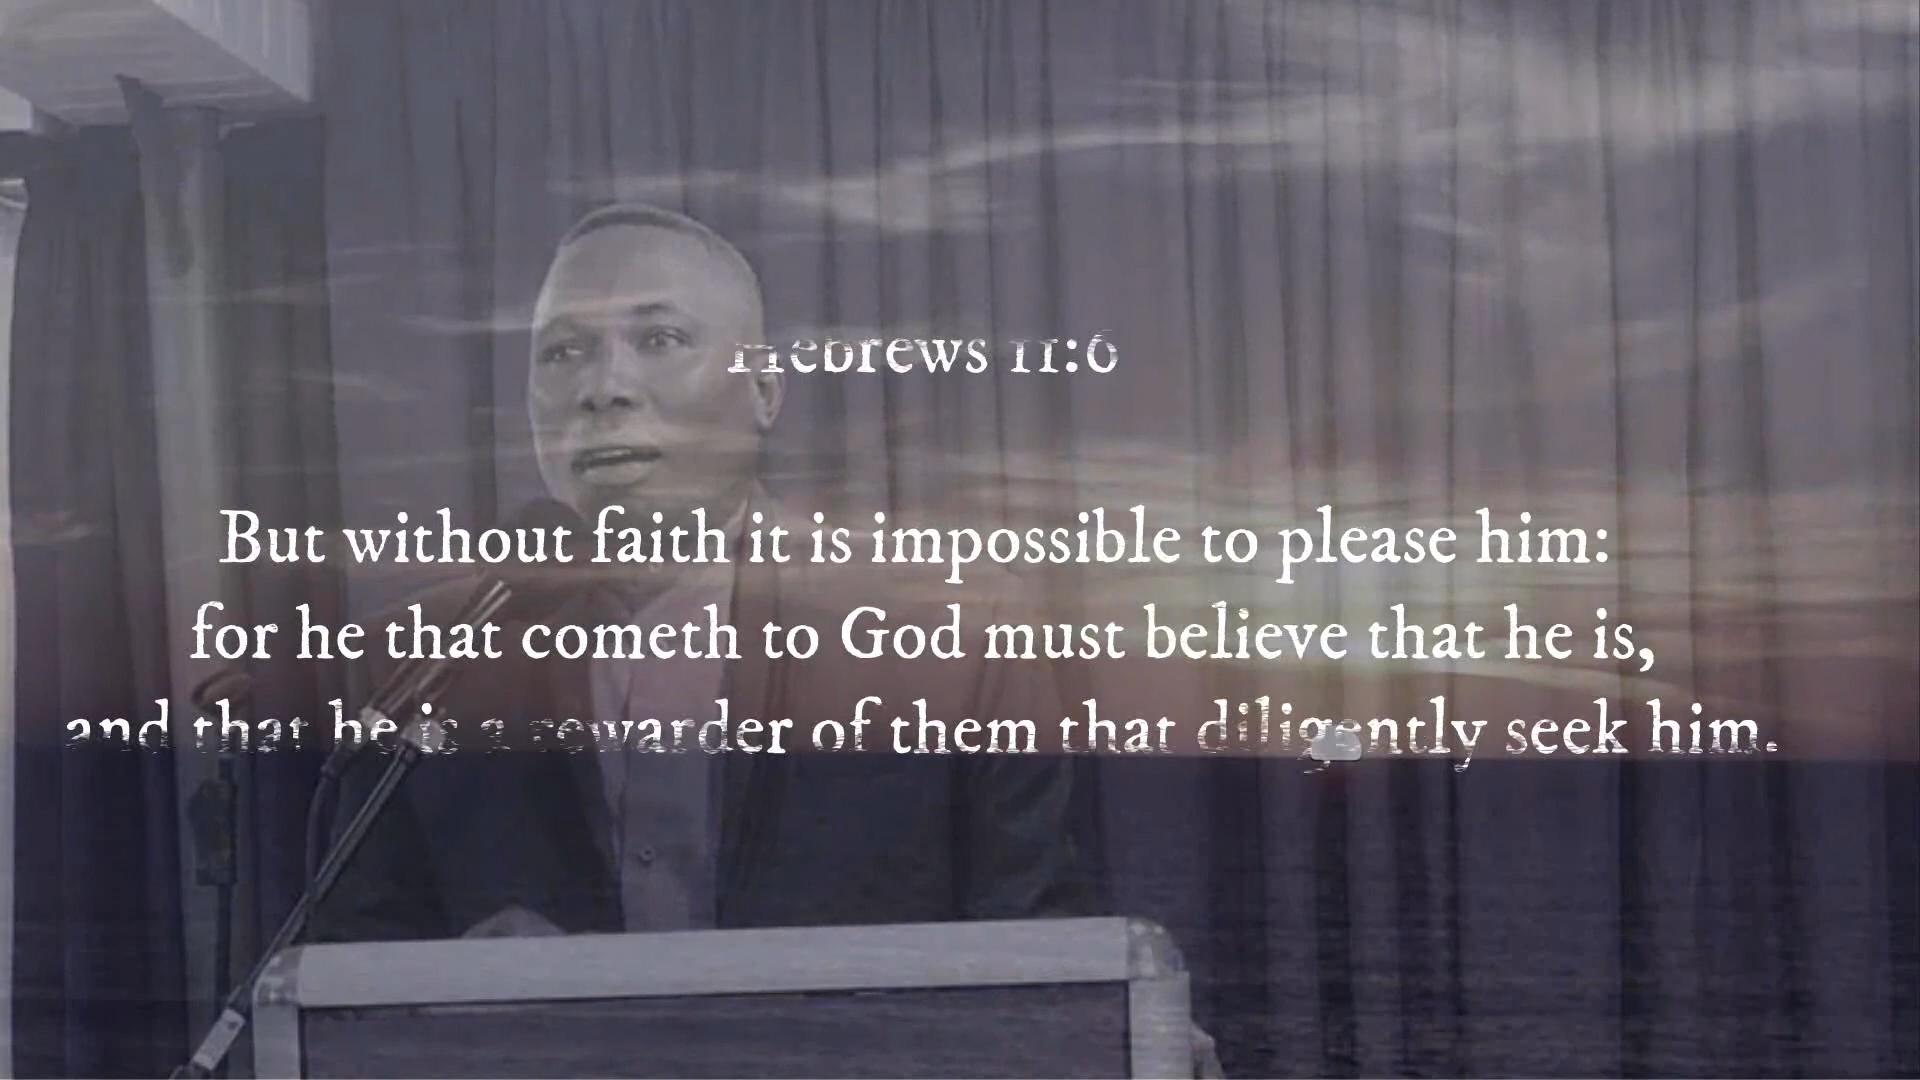 Hebrews 11:6
But without faith it is impossible to please him:
for he that cometh to God must believe that he is,
and that he is a rewarder of them that diligently seek him.